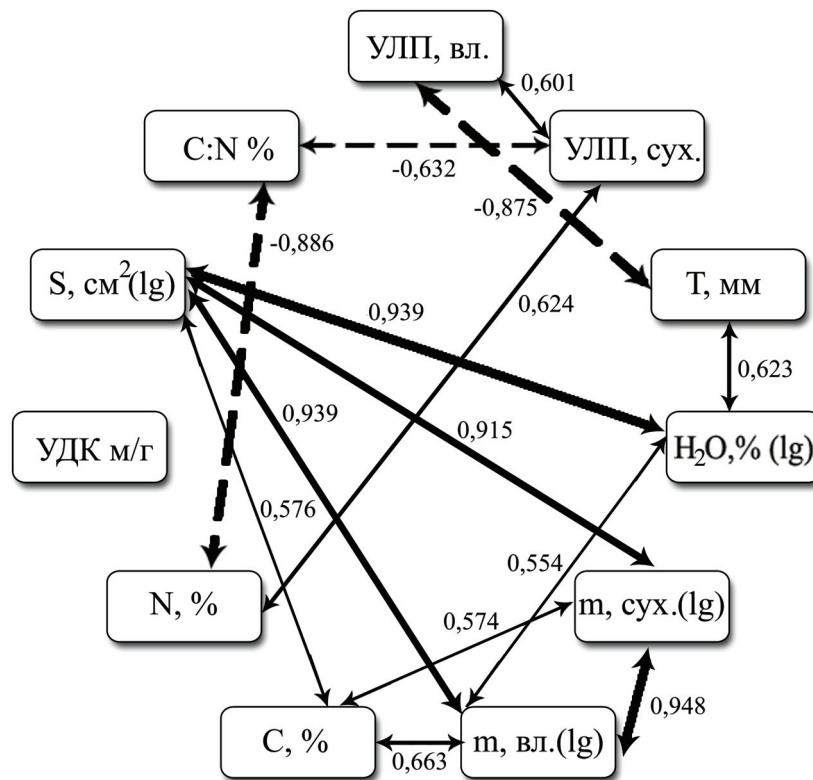 УЛП, вл.
0,601
C:N %
УЛП, сух.
-0,632
-0,875
-0,886
S, см²(lg)
Т, мм
0,624
0,939
0,623
0,939
0,915
УДК м/г
H₂O,% (lg)
0,576
0,554
N, %
m, сух.(lg)
0,574
0,948
C, %
m, вл.(lg)
0,663